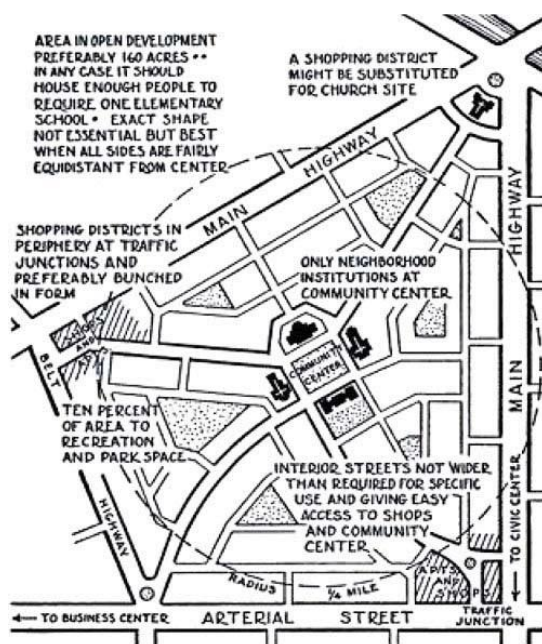 AREA IN OPEN DEVELOPMENT
PREFERABLY 160 ACRES ••
IN ANY CASE IT SHOULD
HOUSE ENOUGH PEOPLE TO
REQUIRE ONE ELEMENTARY
SCHOOL • EXACT SHAPE
NOT ESSENTIAL BUT BEST
WHEN ALL SIDES ARE FAIRLY
EQUIDISTANT FROM CENTER
A SHOPPING DISTRICT
MIGHT BE SUBSTITUTED
FOR CHURCH SITE
MAIN HIGHWAY
HIGHWAY
MAIN
SHOPPING DISTRICTS IN
PERIPHERY AT TRAFFIC
JUNCTIONS AND
PREFERABLY BUNCHED
IN FORM
ONLY NEIGHBORHOOD
INSTITUTIONS AT
COMMUNITY CENTER
SHOPS
AND
BELT
HIGHWAY
COMMUNITY
CENTER
TEN PERCENT
OF AREA TO
RECREATION
AND PARK SPACE
INTERIOR STREETS NOT WIDER
THAN REQUIRED FOR SPECIFIC
USE AND GIVING EASY
ACCESS TO SHOPS
AND COMMUNITY
CENTER
TO CIVIC CENTER
APTS
AND
SHOPS
RADIUS ¼ MILE
TRAFFIC
JUNCTION
TO BUSINESS CENTER
ARTERIAL STREET